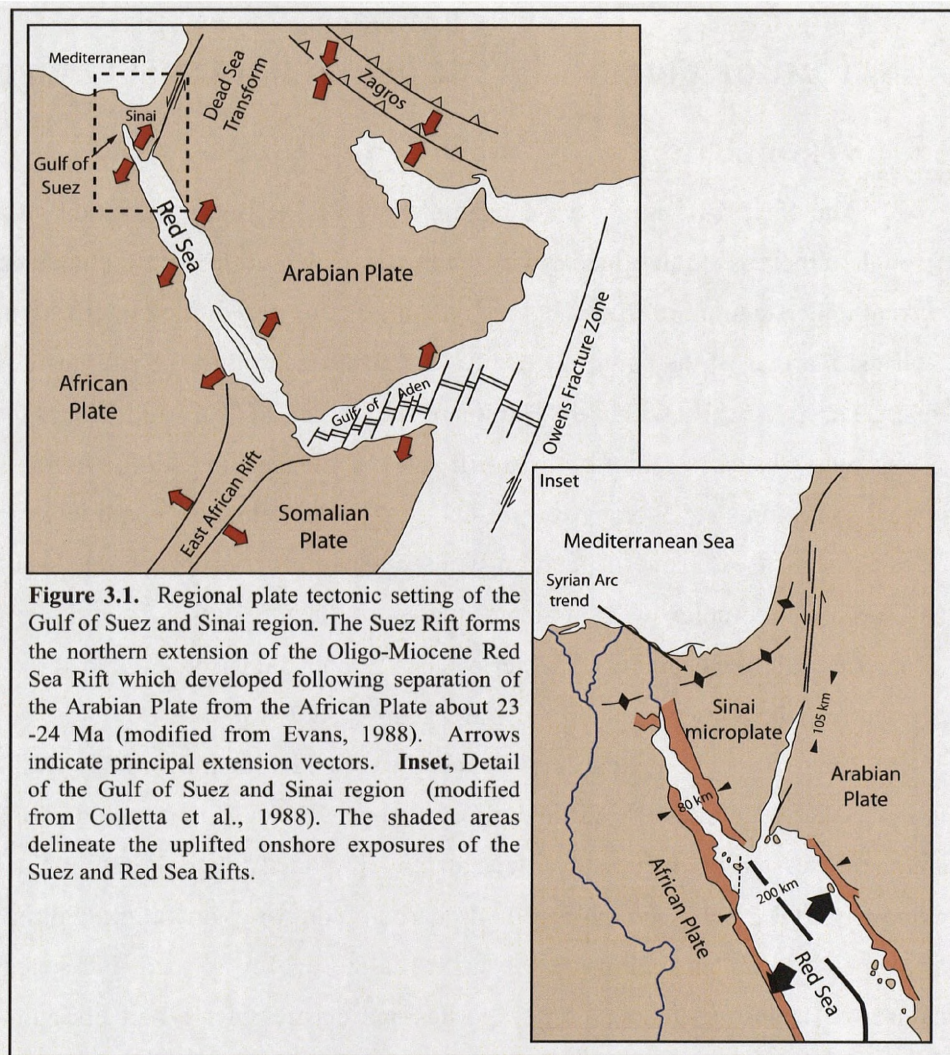 Mediterranean
Dead Sea
Transform
Zagros
Sinai
Gulf of
Suez
Red Sea
Arabian Plate
African
Plate
Gulf of Aden
Owens Fracture Zone
East African Rift
Somalian
Plate
Inset
Mediterranean Sea
Syrian Arc
trend
Sinai
microplate
105 km
Arabian
Plate
80 km
African Plate
200 km
Red Sea
Figure 3.1. Regional plate tectonic setting of the
Gulf of Suez and Sinai region. The Suez Rift forms
the northern extension of the Oligo-Miocene Red
Sea Rift which developed following separation of
the Arabian Plate from the African Plate about 23
-24 Ma (modified from Evans, 1988). Arrows
indicate principal extension vectors. Inset, Detail
of the Gulf of Suez and Sinai region (modified
from Colletta et al., 1988). The shaded areas
delineate the uplifted onshore exposures of the
Suez and Red Sea Rifts.